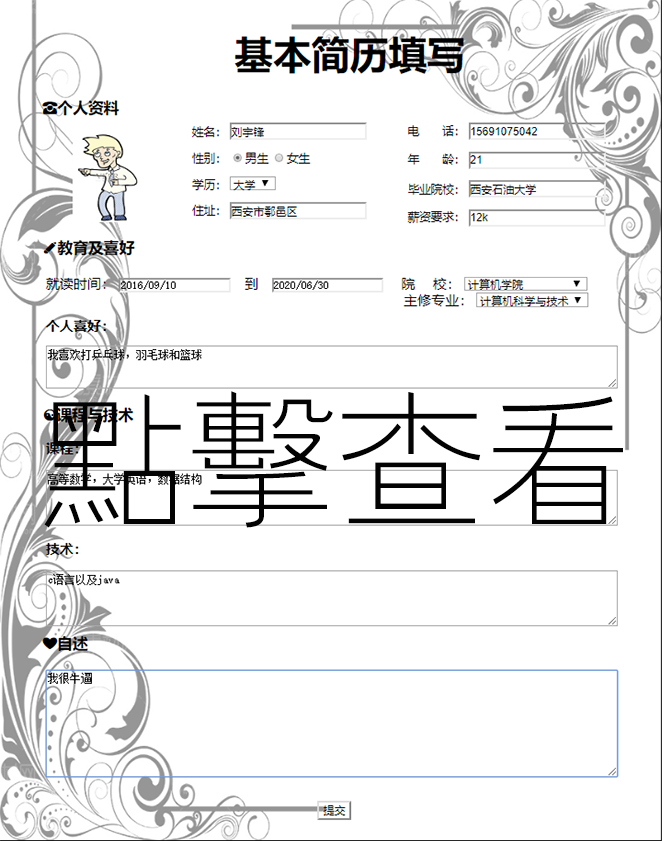 基本简历填写
☎个人资料
姓名： 刘宇锋 电 话： 15691075042
性别： 男生 女生 年 龄： 21
学历： 大学 毕业院校： 西安石油大学
住址： 西安市鄠邑区 薪资要求： 12k
教育及喜好
就读时间： 2016/09/10 到 2020/06/30 院 校： 计算机学院
主修专业： 计算机科学与技术
个人喜好：
我喜欢打乒乓球，羽毛球和篮球
點擊查看
☯课程与技术
课程：
高等数学，大学英语，数据结构
技术：
c语言以及java
❤自述
我很牛逼
提交